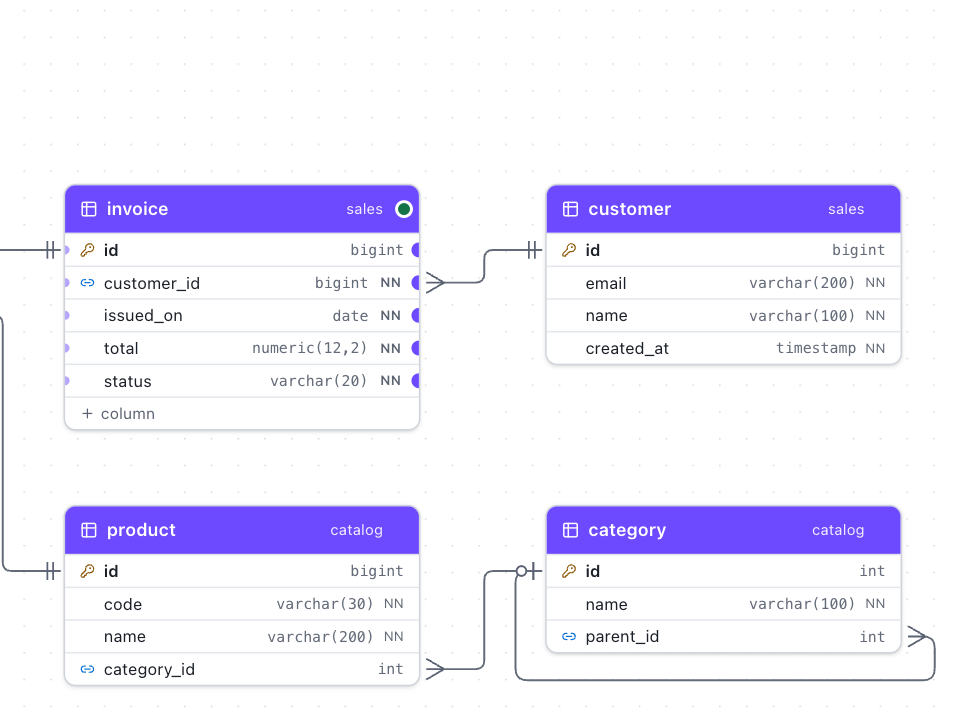 invoice sales
id bigint
customer_id bigint NN
issued_on date NN
total numeric(12,2) NN
status varchar(20) NN
+ column
customer sales
id bigint
email varchar(200) NN
name varchar(100) NN
created_at timestamp NN
product catalog
id bigint
code varchar(30) NN
name varchar(200) NN
category_id int
category catalog
id int
name varchar(100) NN
parent_id int